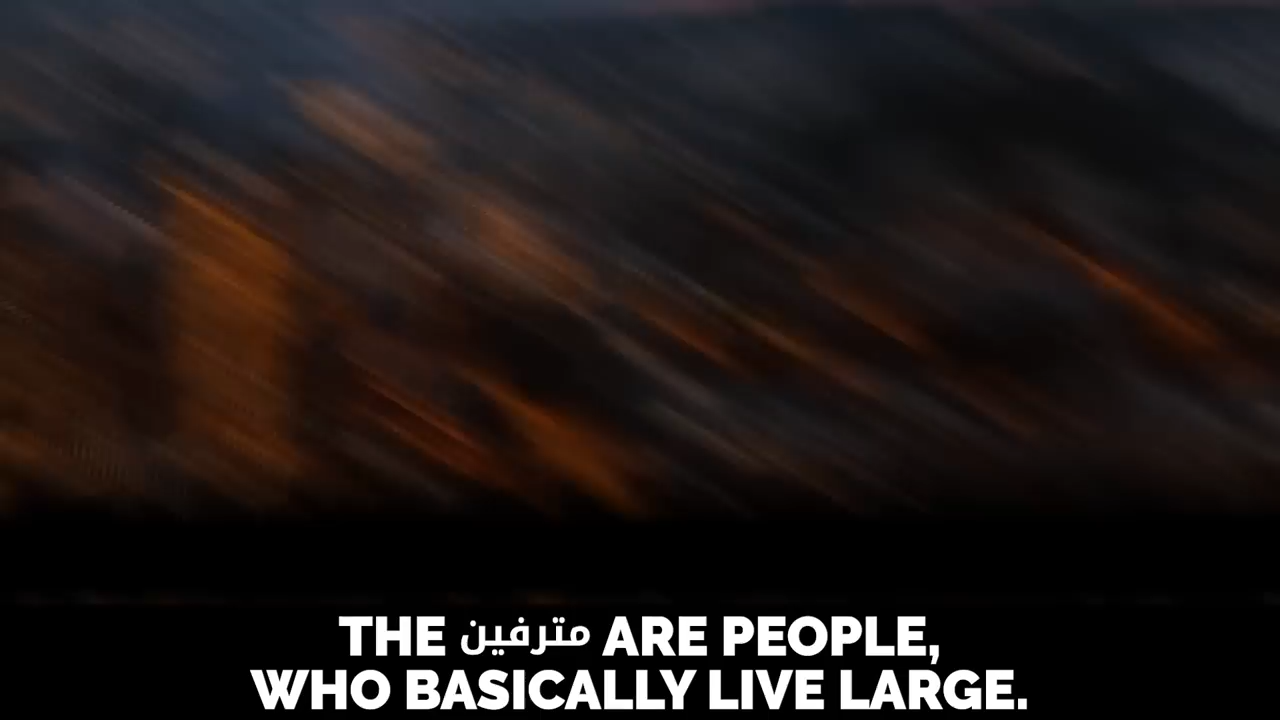 THE مترفين ARE PEOPLE,
WHO BASICALLY LIVE LARGE.